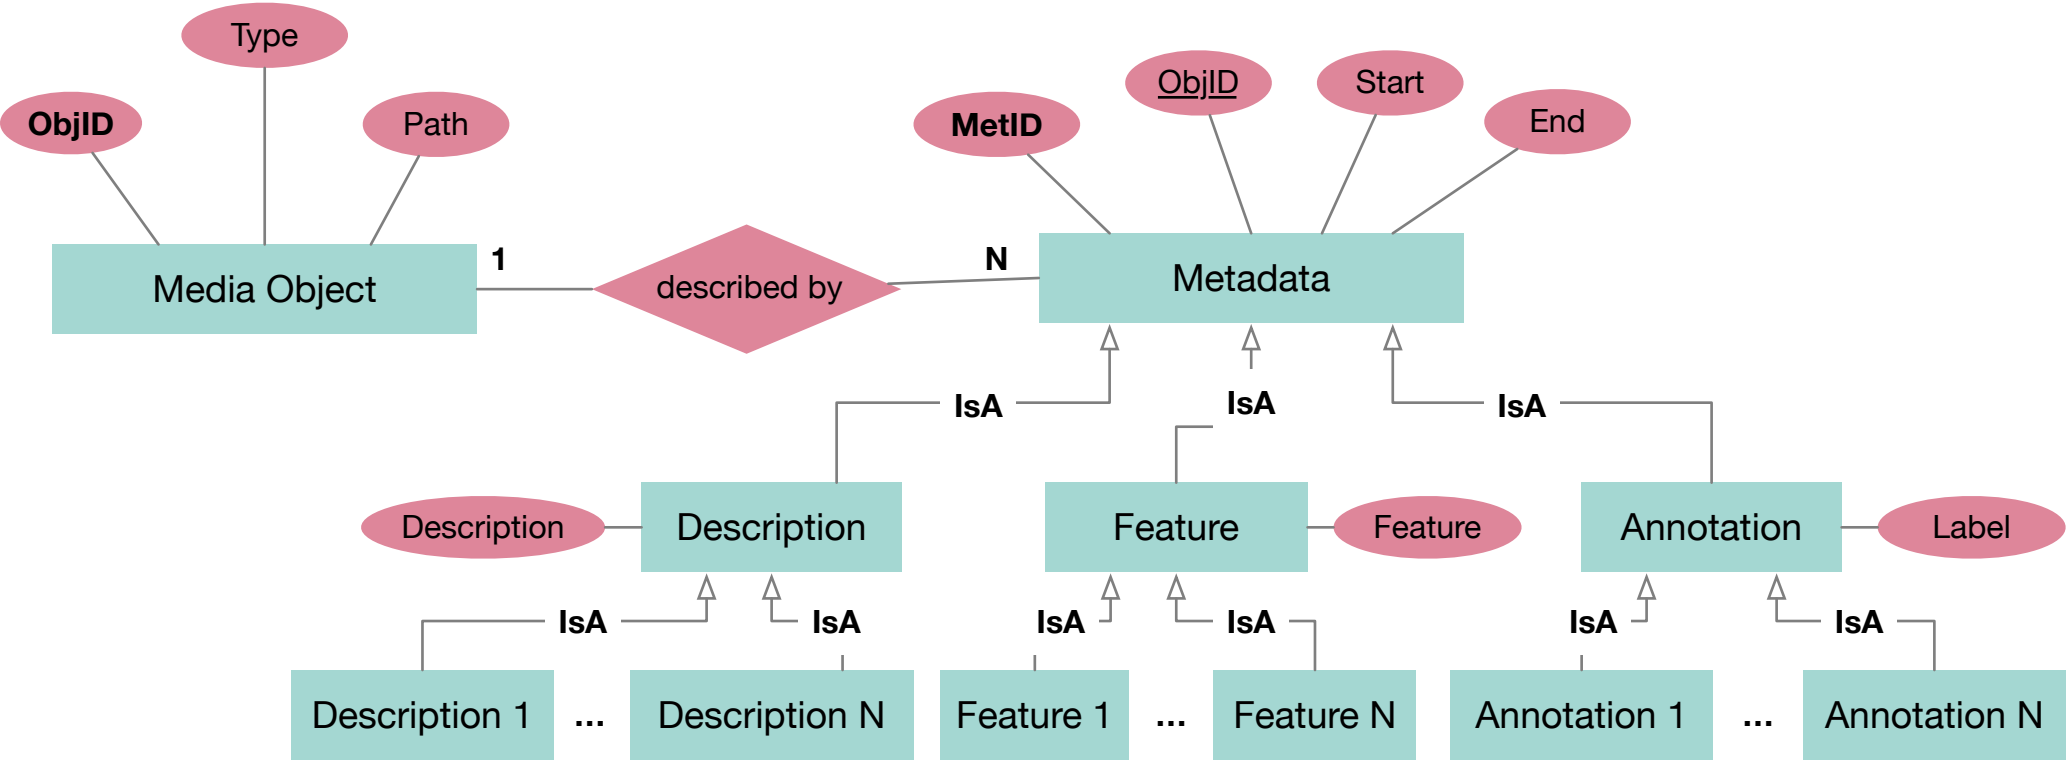 Type
ObjID
Path
MetID
ObjID
Start
End
Media Object
1
described by
N
Metadata
IsA
IsA
IsA
Description
Description
Feature
Feature
Annotation
Label
IsA
IsA
IsA
IsA
IsA
IsA
Description 1
...
Description N
Feature 1
...
Feature N
Annotation 1
...
Annotation N